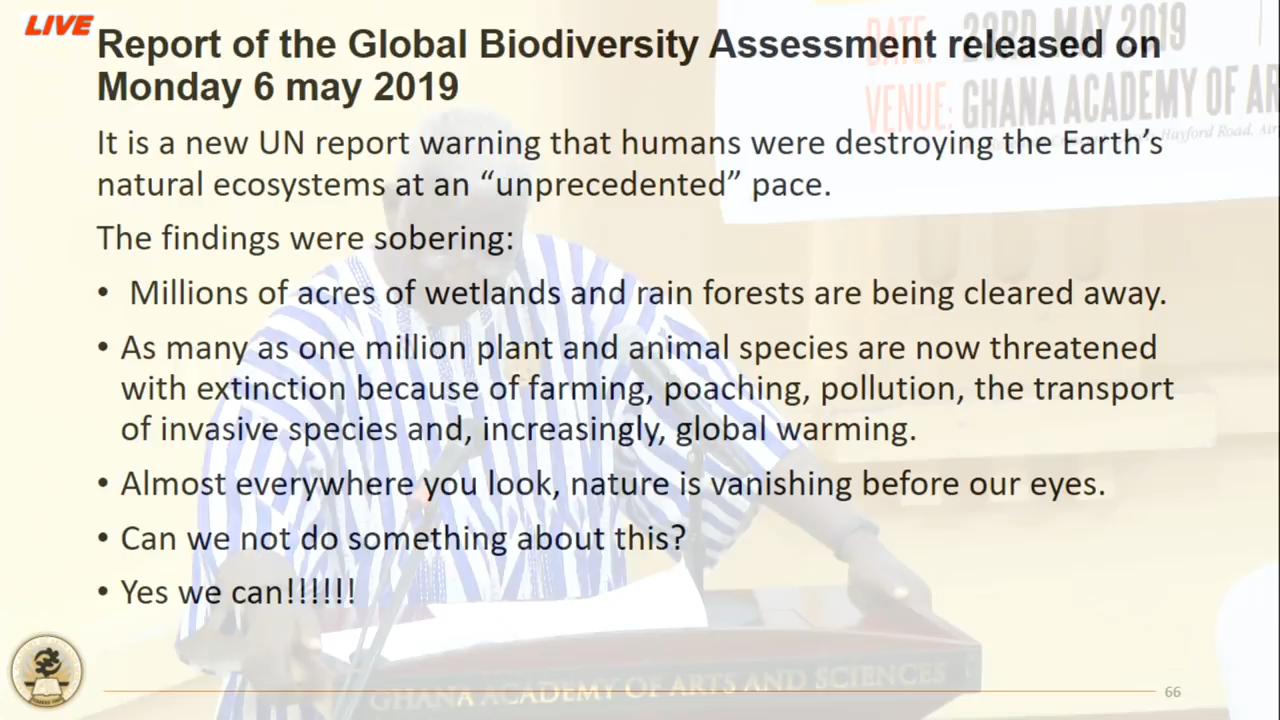 LIVE
Report of the Global Biodiversity Assessment released on
Monday 6 may 2019
DATE: 23RD. MAY 2019
VENUE: GHANA ACADEMY OF AR
Hayford Road, Air
It is a new UN report warning that humans were destroying the Earth’s
natural ecosystems at an “unprecedented” pace.
The findings were sobering:
• Millions of acres of wetlands and rain forests are being cleared away.
• As many as one million plant and animal species are now threatened
with extinction because of farming, poaching, pollution, the transport
of invasive species and, increasingly, global warming.
• Almost everywhere you look, nature is vanishing before our eyes.
• Can we not do something about this?
• Yes we can!!!!!!
GHANA ACADEMY OF ARTS AND SCIENCES
66